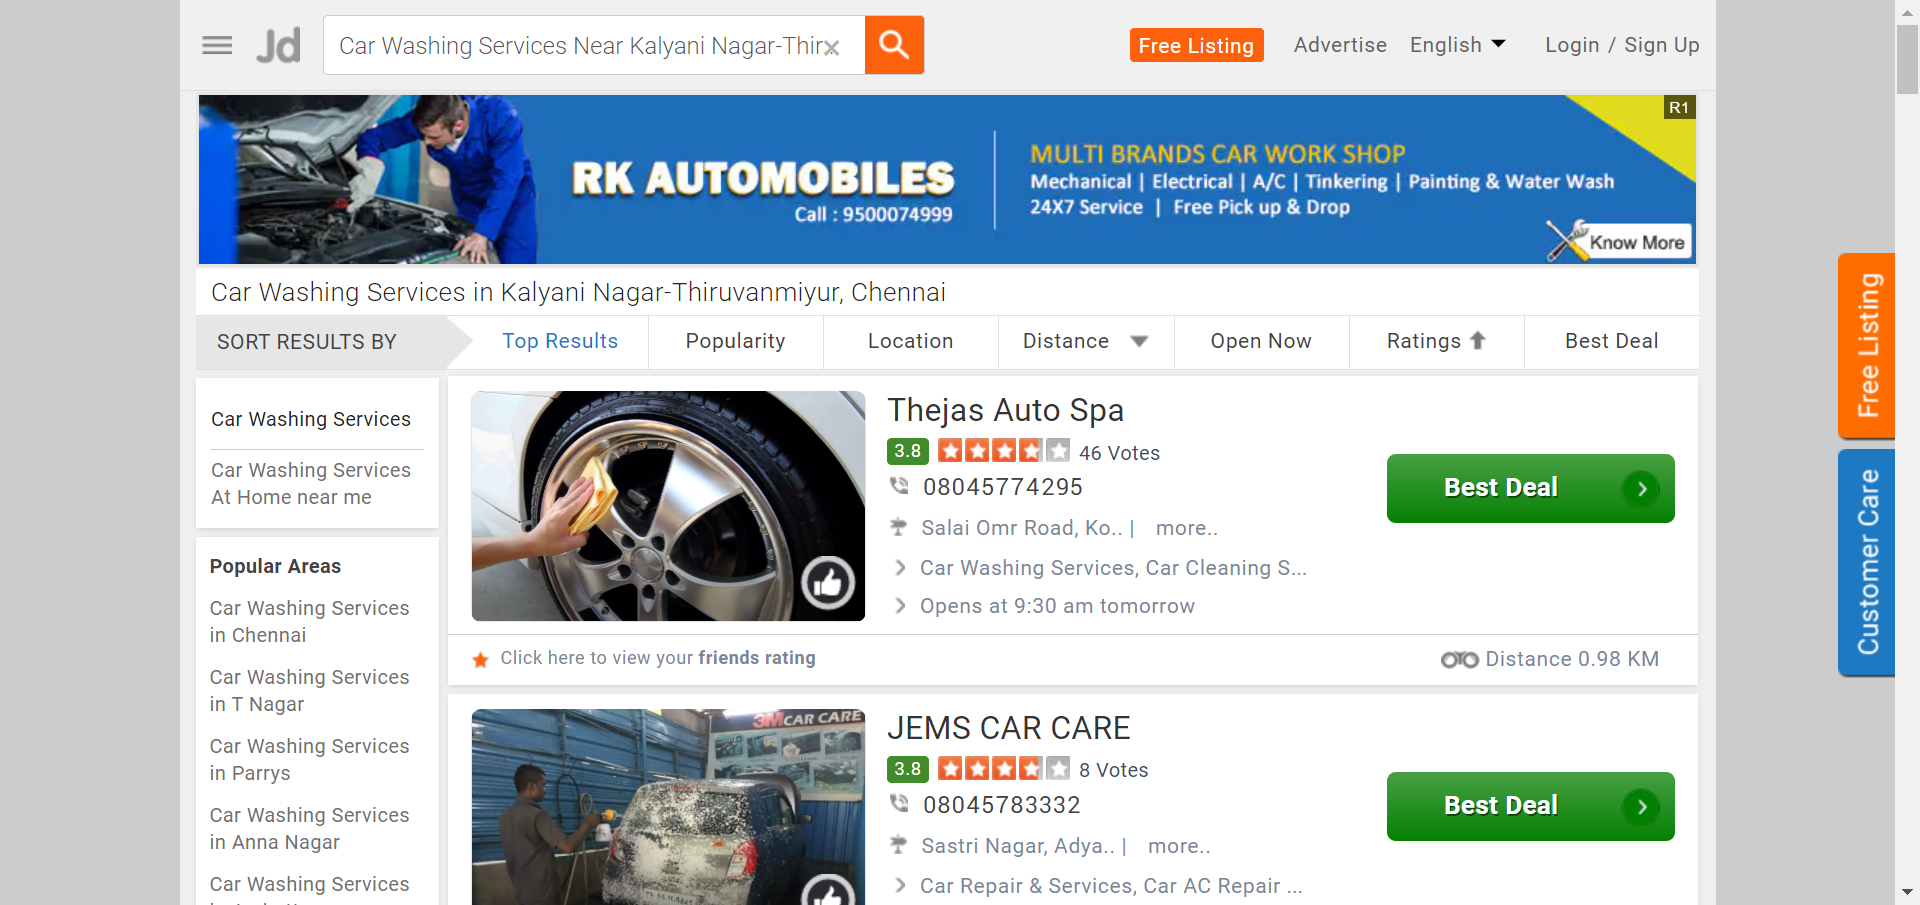 Jd
Car Washing Services Near Kalyani Nagar-Thir
Free Listing
Advertise
English
Login / Sign Up
R1
RK AUTOMOBILES
Call : 9500074999
MULTI BRANDS CAR WORK SHOP
Mechanical | Electrical | A/C | Tinkering | Painting & Water Wash
24X7 Service | Free Pick up & Drop
Know More
Car Washing Services in Kalyani Nagar-Thiruvanmiyur, Chennai
SORT RESULTS BY
Top Results
Popularity
Location
Distance
Open Now
Ratings
Best Deal
Car Washing Services
Car Washing Services
At Home near me
Popular Areas
Car Washing Services
in Chennai
Car Washing Services
in T Nagar
Car Washing Services
in Parrys
Car Washing Services
in Anna Nagar
Car Washing Services
Thejas Auto Spa
3.8
46 Votes
08045774295
Salai Omr Road, Ko.. | more..
Car Washing Services, Car Cleaning S...
Opens at 9:30 am tomorrow
Best Deal
Click here to view your friends rating
Distance 0.98 KM
3M CAR CARE
JEMS CAR CARE
3.8
8 Votes
08045783332
Sastri Nagar, Adya.. | more..
Car Repair & Services, Car AC Repair ...
Best Deal
Free Listing
Customer Care